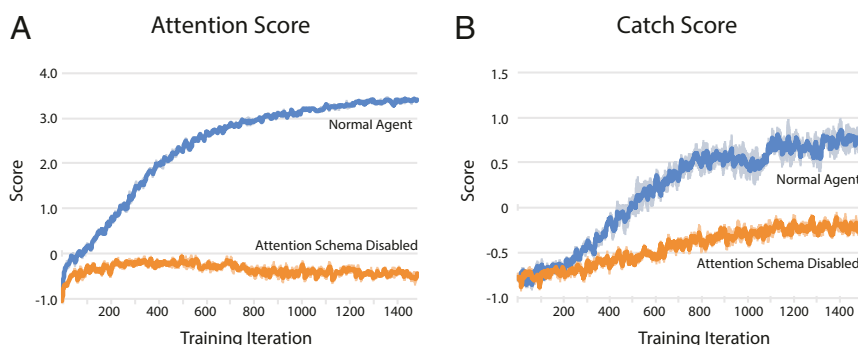 A
Attention Score
4.0
3.0
2.0
1.0
0
-1.0
Score
Normal Agent
Attention Schema Disabled
200 400 600 800 1000 1200 1400
Training Iteration
B
Catch Score
1.5
1.0
0.5
0
-0.5
-1.0
Score
Normal Agent
Attention Schema Disabled
200 400 600 800 1000 1200 1400
Training Iteration